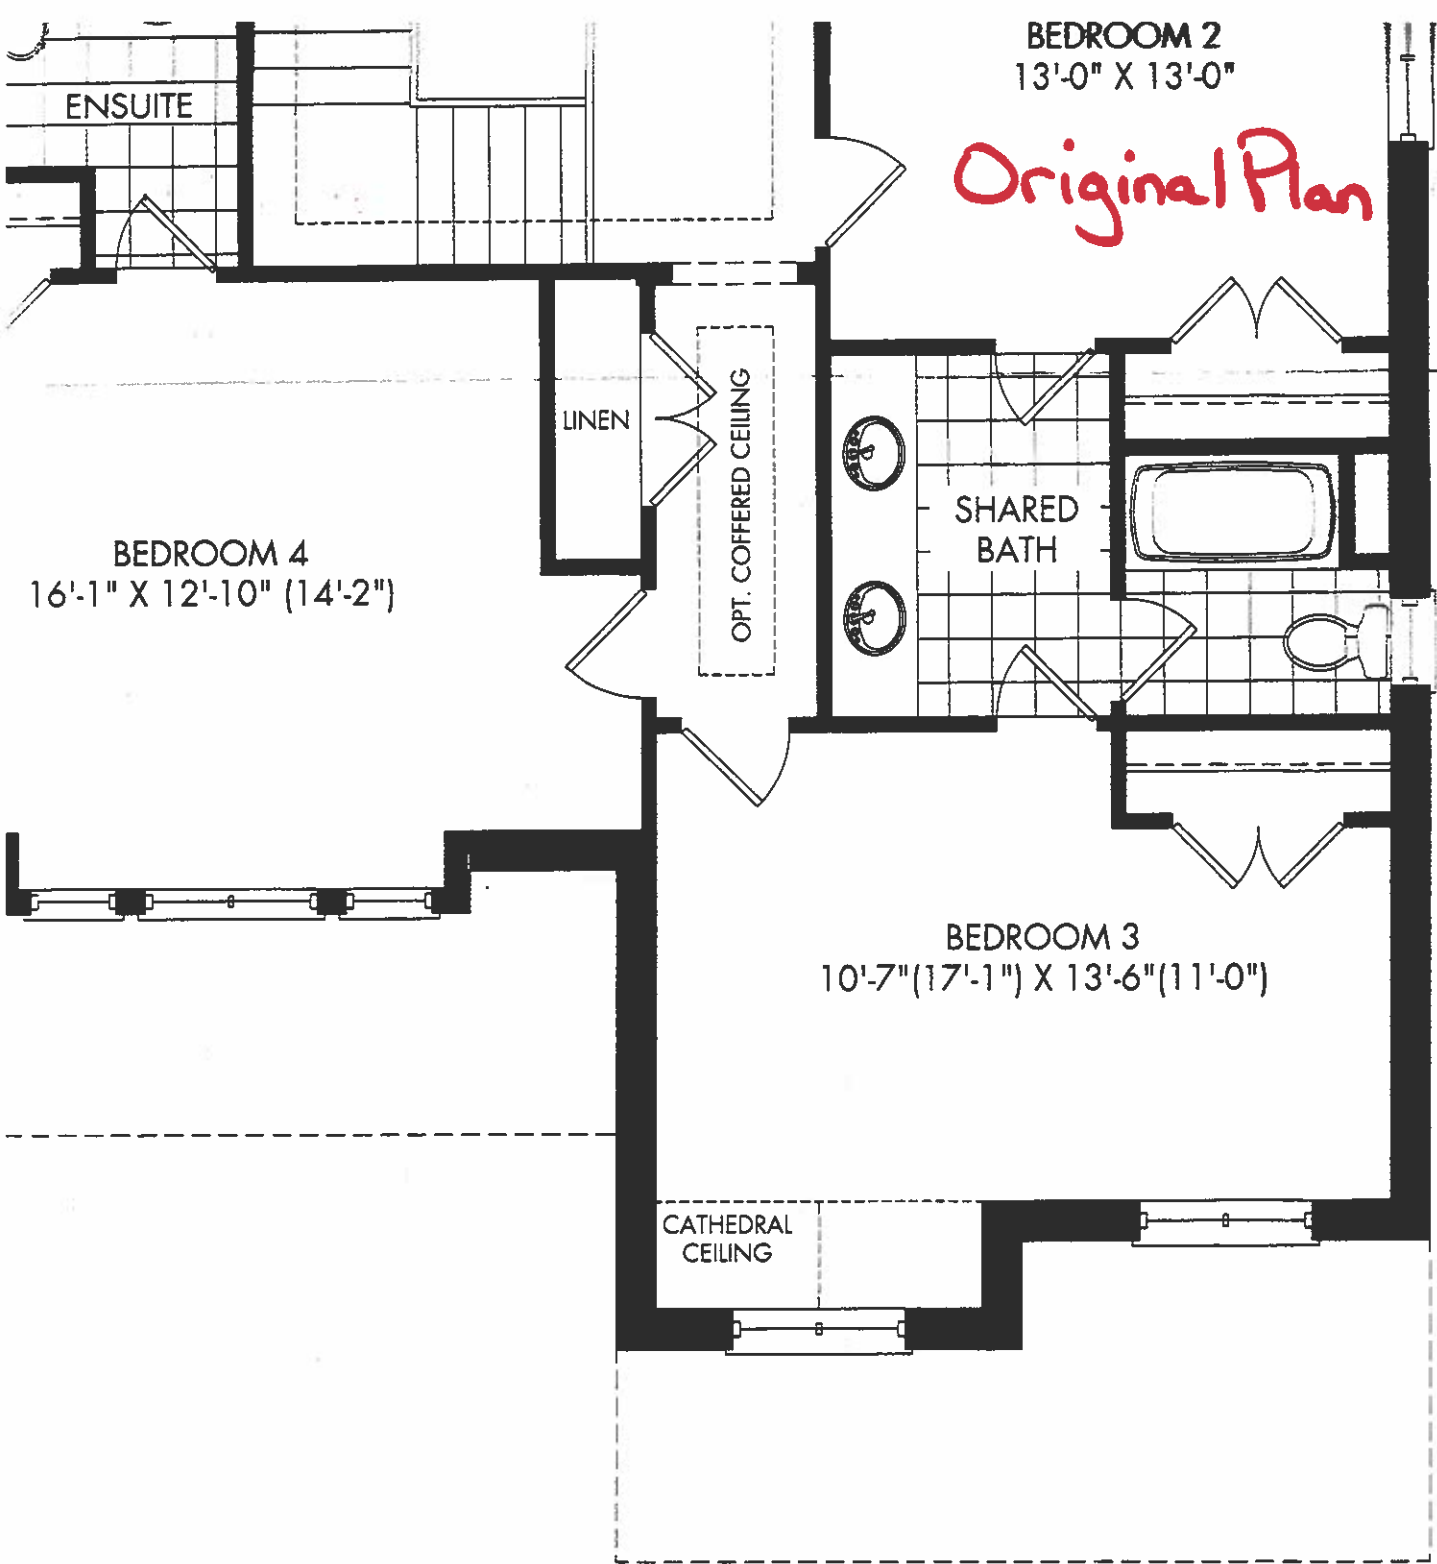 BEDROOM 2
13'-0" X 13'-0"
Original Plan
ENSUITE
LINEN
OPT. COFFERED CEILING
SHARED
BATH
BEDROOM 4
16'-1" X 12'-10" (14'-2")
BEDROOM 3
10'-7"(17'-1") X 13'-6"(11'-0")
CATHEDRAL
CEILING